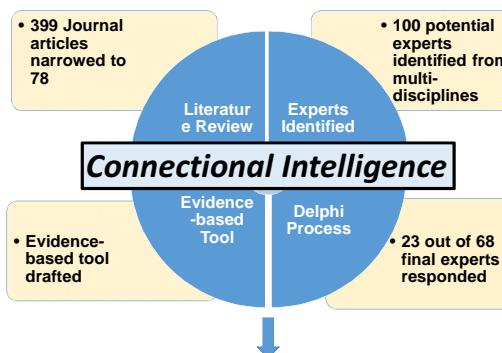 • 399 Journal
articles
narrowed to
78
• 100 potential
experts
identified from
multi-
disciplines
Literatur
e Review
Experts
Identified
Connectional Intelligence
Evidence
-based
Tool
Delphi
Process
• Evidence-
based tool
drafted
• 23 out of 68
final experts
responded